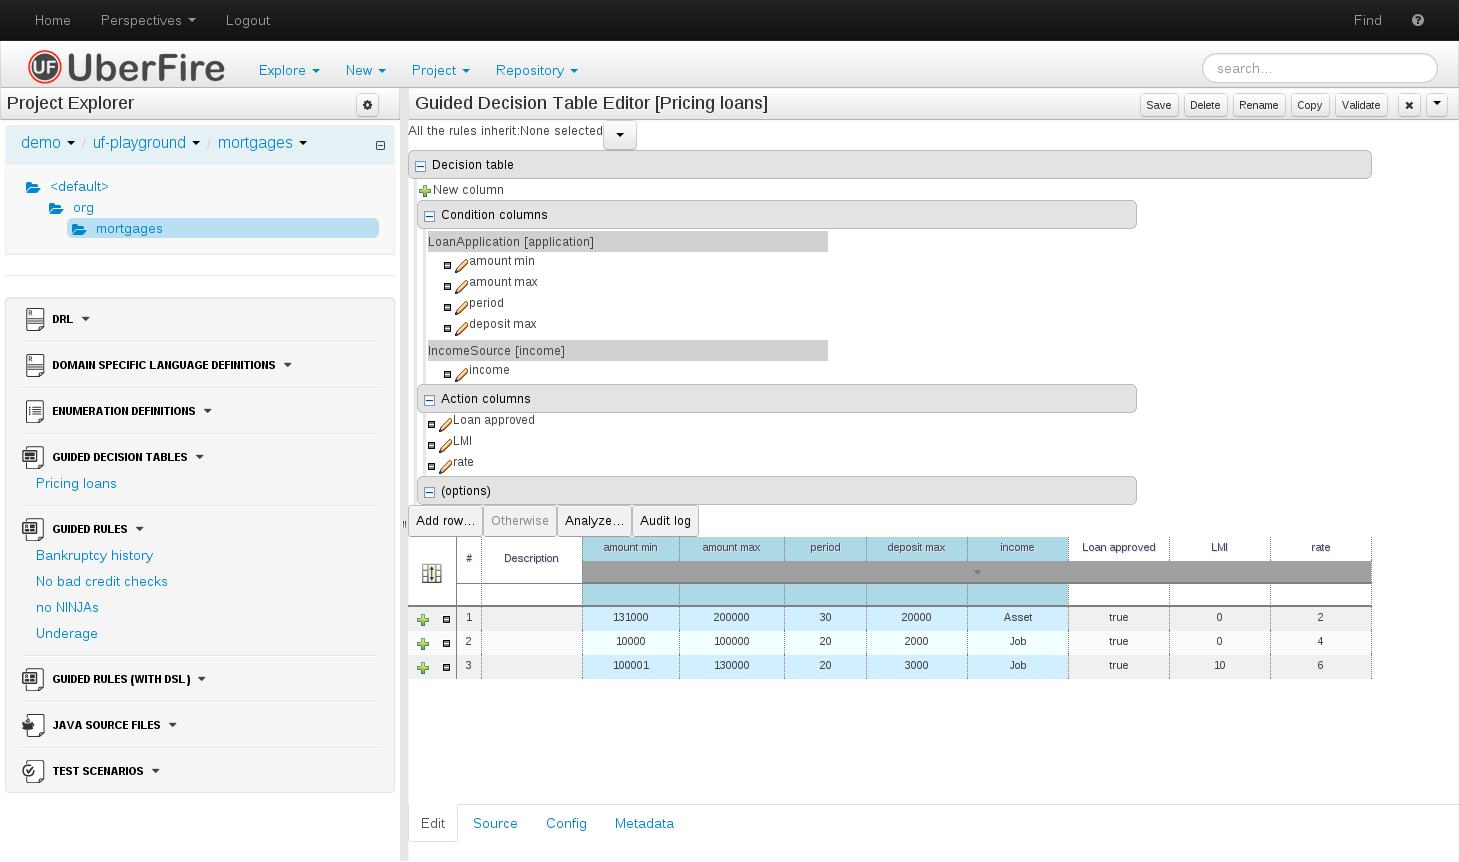 Home Perspectives Logout Find
UF UberFire Explore New Project Repository search...
Project Explorer
demo / uf-playground / mortgages
<default>
org
mortgages
DRL
DOMAIN SPECIFIC LANGUAGE DEFINITIONS
ENUMERATION DEFINITIONS
GUIDED DECISION TABLES
Pricing loans
GUIDED RULES
Bankruptcy history
No bad credit checks
no NINJAs
Underage
GUIDED RULES (WITH DSL)
JAVA SOURCE FILES
TEST SCENARIOS
Guided Decision Table Editor [Pricing loans] Save Delete Rename Copy Validate
All the rules inherit:None selected
Decision table
New column
Condition columns
LoanApplication [application]
amount min
amount max
period
deposit max
IncomeSource [income]
income
Action columns
Loan approved
LMI
rate
(options)
Add row... Otherwise Analyze... Audit log
# Description amount min amount max period deposit max income Loan approved LMI rate
1 131000 200000 30 20000 Asset true 0 2
2 10000 100000 20 2000 Job true 0 4
3 100001 130000 20 3000 Job true 10 6
Edit Source Config Metadata